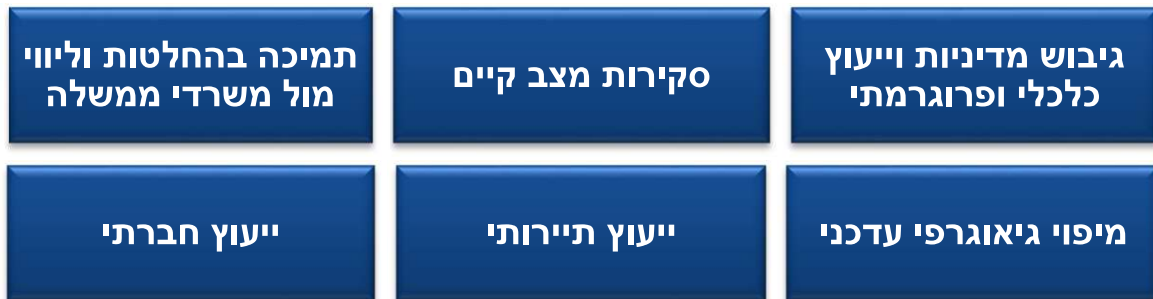 גיבוש מדיניות וייעוץ
כלכלי ופרוגרמתי
סקירות מצב קיים
תמיכה בהחלטות וליווי
מול משרדי ממשלה
מיפוי גיאוגרפי עדכני
ייעוץ תיירותי
ייעוץ חברתי